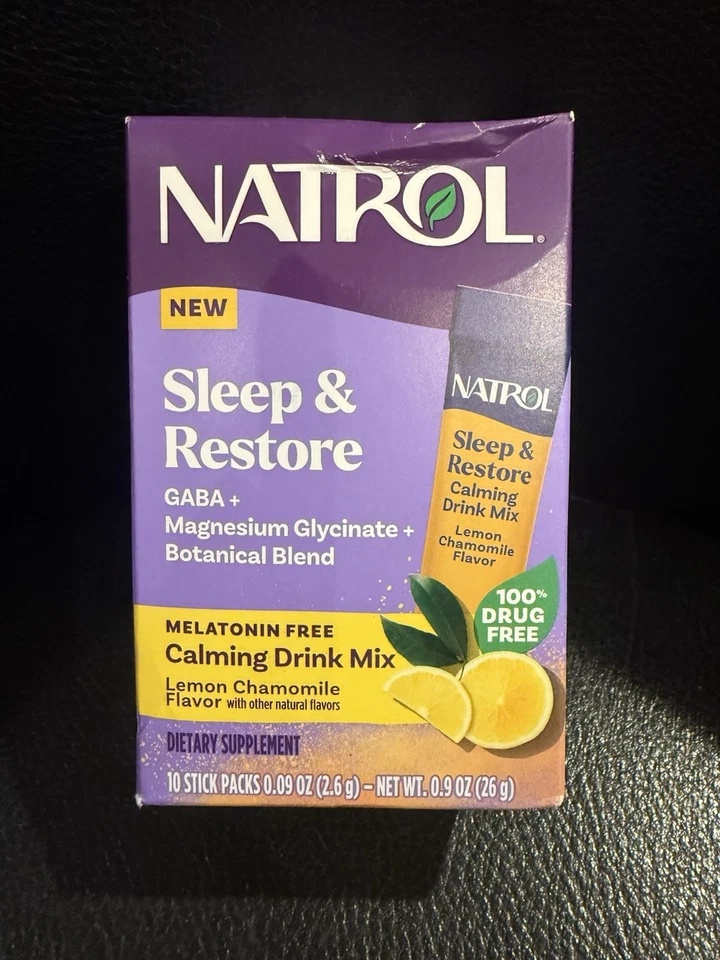 NATROL®
NEW
Sleep &
Restore
GABA +
Magnesium Glycinate +
Botanical Blend
MELATONIN FREE
Calming Drink Mix
Lemon Chamomile
Flavor with other natural flavors
DIETARY SUPPLEMENT
10 STICK PACKS 0.09 OZ (2.6 g) – NET WT. 0.9 OZ (26 g)
NATROL
Sleep &
Restore
Calming
Drink Mix
Lemon
Chamomile
Flavor
100%
DRUG
FREE